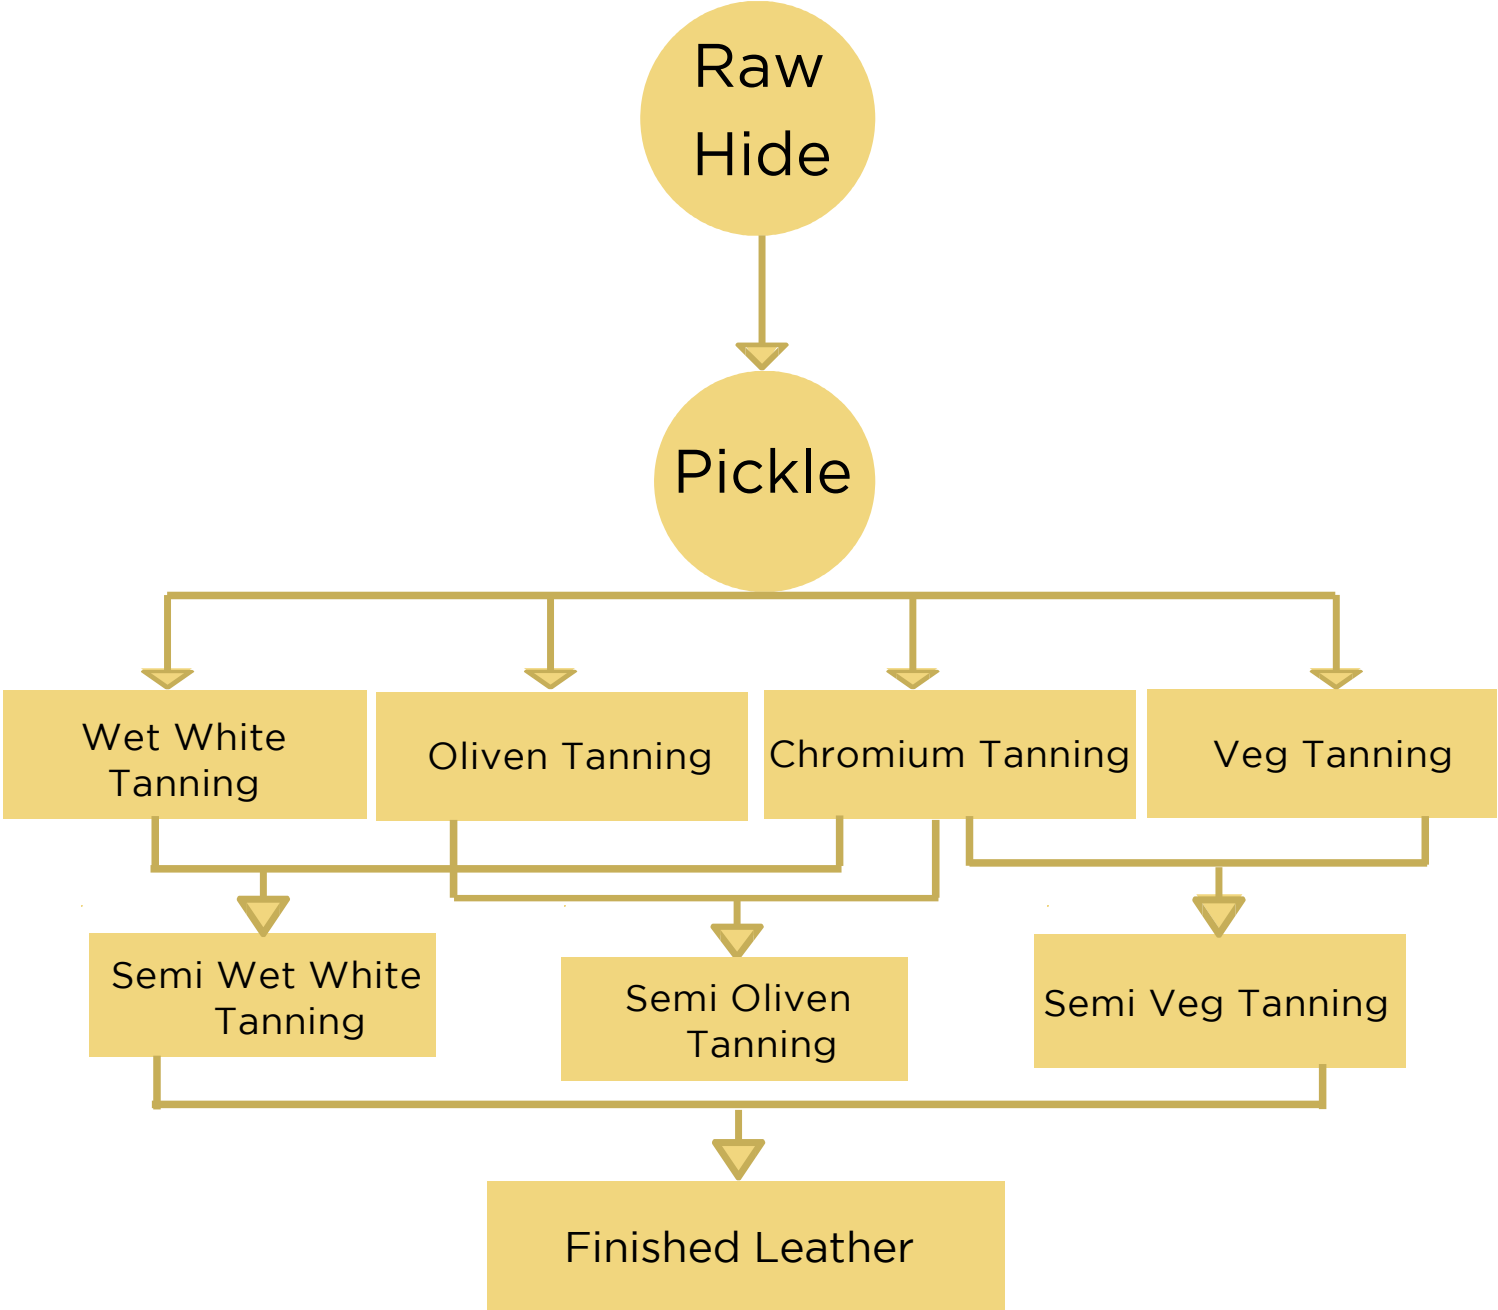 Raw
Hide
Pickle
Wet White
Tanning
Oliven Tanning
Chromium Tanning
Veg Tanning
Semi Wet White
Tanning
Semi Oliven
Tanning
Semi Veg Tanning
Finished Leather